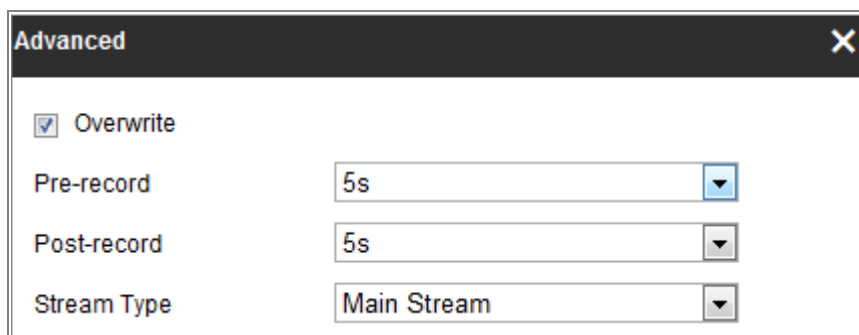 Advanced
Overwrite
Pre-record 5s
Post-record 5s
Stream Type Main Stream